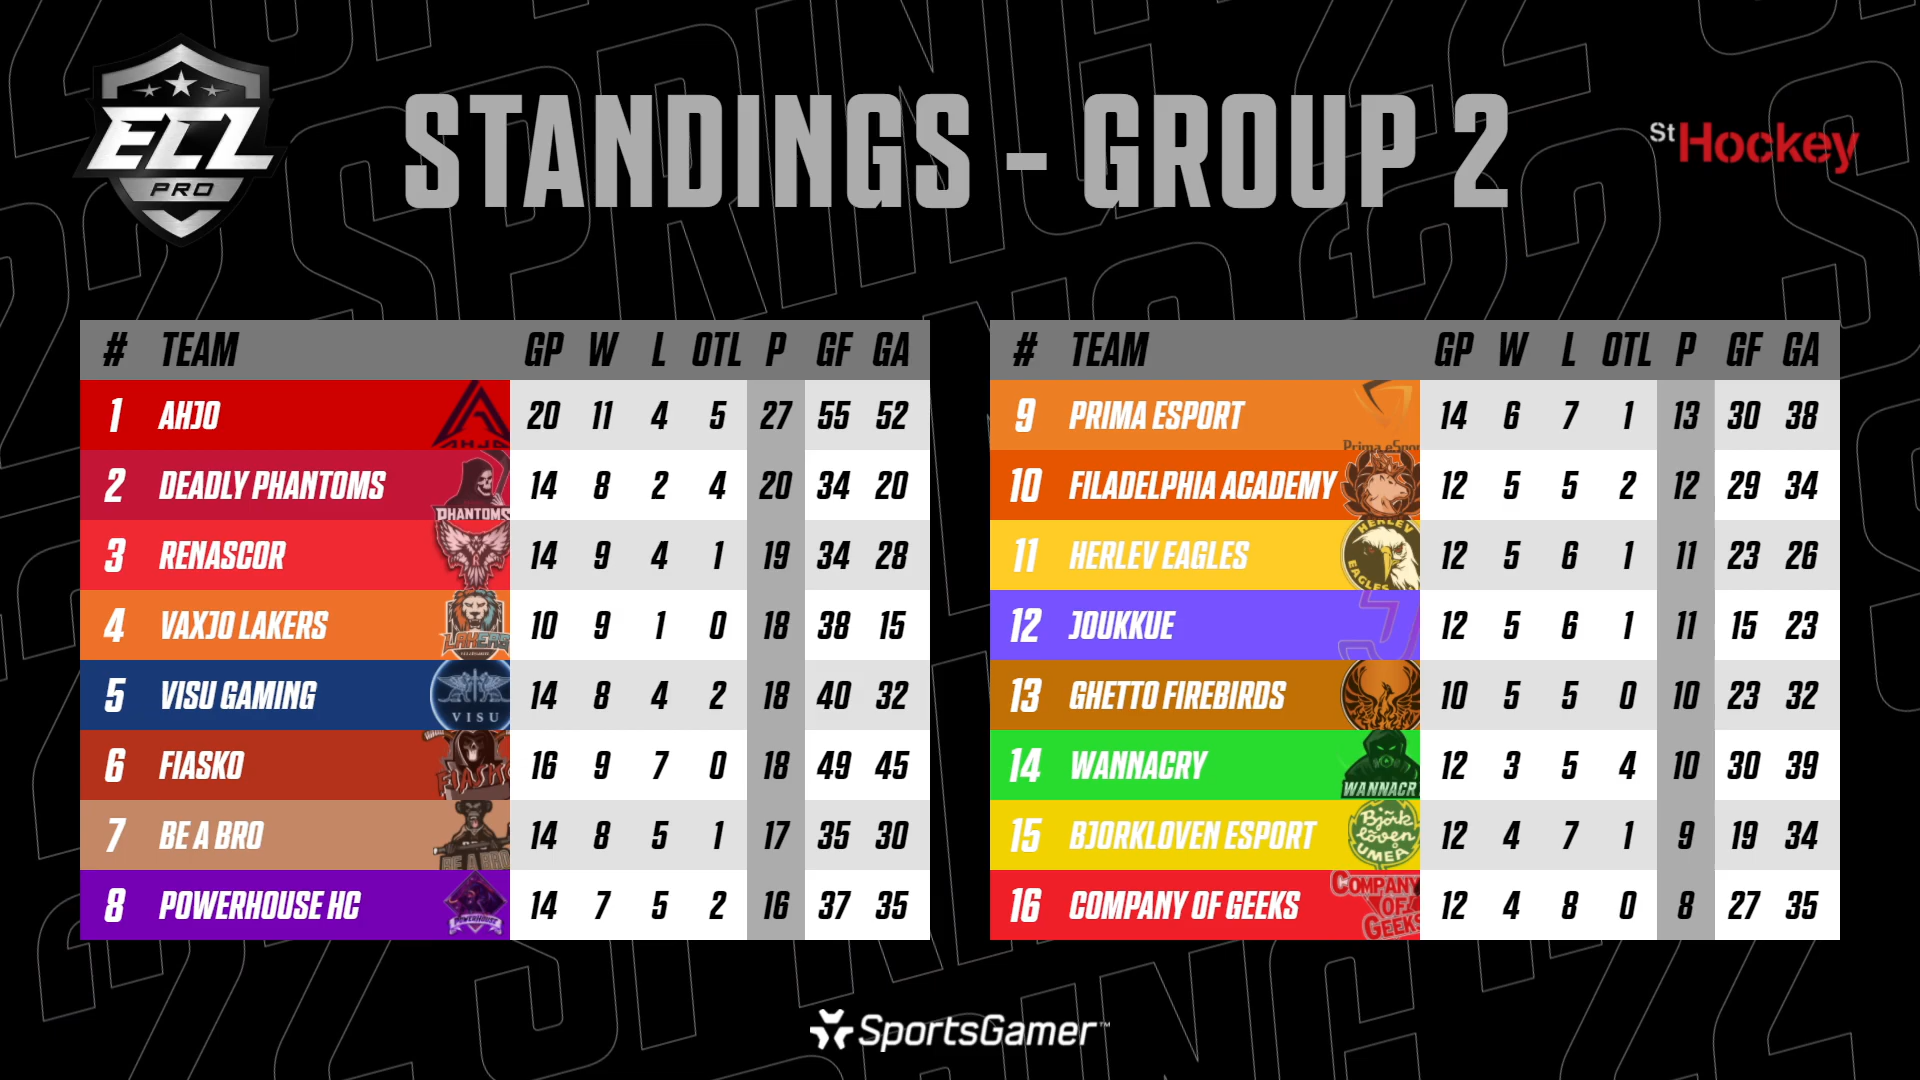 ECL
PRO
STANDINGS - GROUP 2
St Hockey
# TEAM GP W L OTL P GF GA
1 AHJO 20 11 4 5 27 55 52
2 DEADLY PHANTOMS 14 8 2 4 20 34 20
3 RENASCOR 14 9 4 1 19 34 28
4 VAXJO LAKERS 10 9 1 0 18 38 15
5 VISU GAMING 14 8 4 2 18 40 32
6 FIASKO 16 9 7 0 18 49 45
7 BE A BRO 14 8 5 1 17 35 30
8 POWERHOUSE HC 14 7 5 2 16 37 35
# TEAM GP W L OTL P GF GA
9 PRIMA ESPORT 14 6 7 1 13 30 38
10 FILADELPHIA ACADEMY 12 5 5 2 12 29 34
11 HERLEV EAGLES 12 5 6 1 11 23 26
12 JOUKKUE 12 5 6 1 11 15 23
13 GHETTO FIREBIRDS 10 5 5 0 10 23 32
14 WANNACRY 12 3 5 4 10 30 39
15 BJORKLOVEN ESPORT 12 4 7 1 9 19 34
16 COMPANY OF GEEKS 12 4 8 0 8 27 35
SportsGamer™